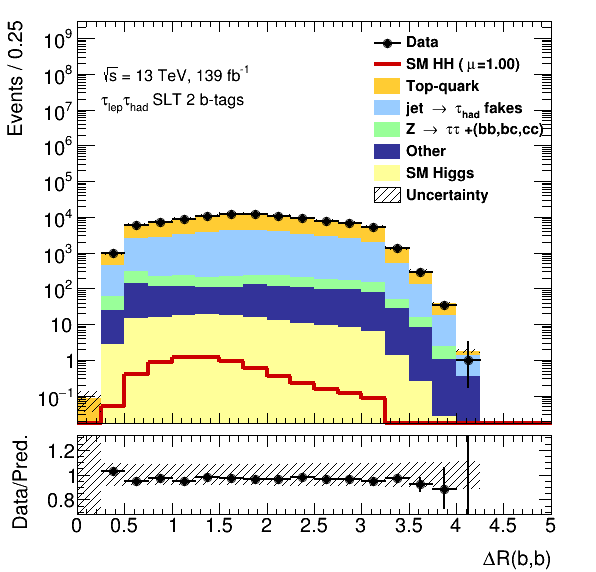 Events / 0.25
10⁹
10⁸
10⁷
10⁶
10⁵
10⁴
10³
10²
10
1
10⁻¹
√s = 13 TeV, 139 fb⁻¹
τlepτhad SLT 2 b-tags
Data
SM HH ( μ=1.00)
Top-quark
jet → τhad fakes
Z → ττ +(bb,bc,cc)
Other
SM Higgs
Uncertainty
Data/Pred.
1.2
1
0.8
0 0.5 1 1.5 2 2.5 3 3.5 4 4.5 5
ΔR(b,b)